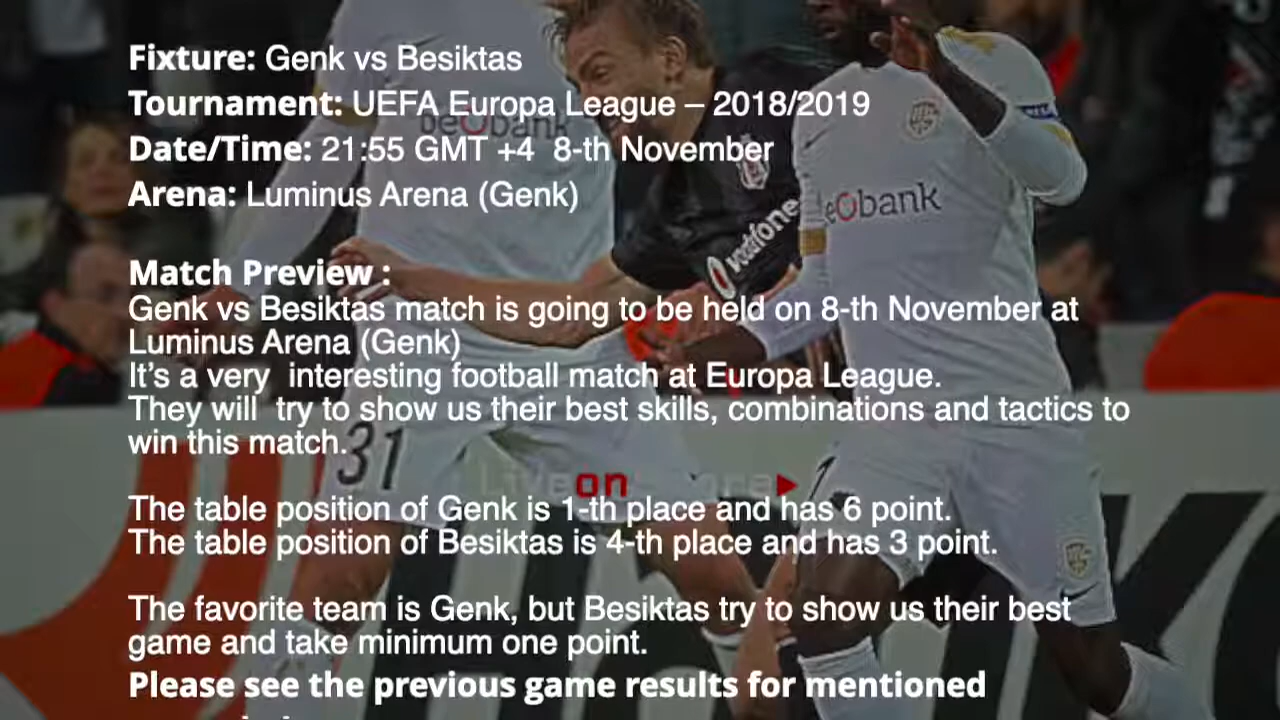 Fixture: Genk vs Besiktas
Tournament: UEFA Europa League – 2018/2019
Date/Time: 21:55 GMT +4  8-th November
Arena: Luminus Arena (Genk)
Match Preview :
Genk vs Besiktas match is going to be held on 8-th November at
Luminus Arena (Genk)
It's a very  interesting football match at Europa League.
They will  try to show us their best skills, combinations and tactics to
win this match.
The table position of Genk is 1-th place and has 6 point.
The table position of Besiktas is 4-th place and has 3 point.
The favorite team is Genk, but Besiktas try to show us their best
game and take minimum one point.
Please see the previous game results for mentioned
beobank
eobank
vodafone
31
Liveon